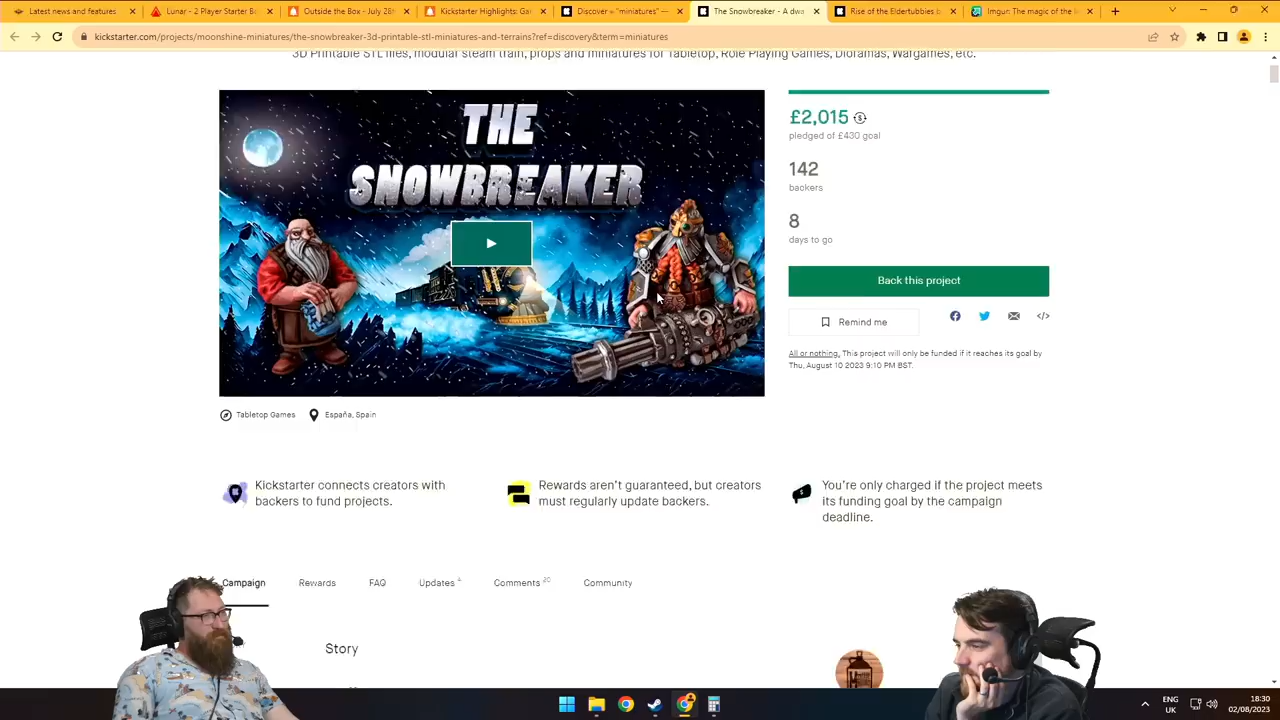 Latest news and features
Lunar - 2 Player Starter B
Outside the Box - July 28t
Kickstarter Highlights: Gar
Discover » "miniatures" —
The Snowbreaker - A dwa
Rise of the Eldertubbies b
Imgur: The magic of the I
kickstarter.com/projects/moonshine-miniatures/the-snowbreaker-3d-printable-stl-miniatures-and-terrains?ref=discovery&term=miniatures
3D Printable STL files, modular steam train, props and miniatures for Tabletop, Role Playing Games, Dioramas, Wargames, etc.
THE
SNOWBREAKER
£2,015
pledged of £430 goal
142
backers
8
days to go
Back this project
Remind me
All or nothing. This project will only be funded if it reaches its goal by
Thu, August 10 2023 9:10 PM BST.
Tabletop Games
España, Spain
Kickstarter connects creators with
backers to fund projects.
Rewards aren't guaranteed, but creators
must regularly update backers.
You're only charged if the project meets
its funding goal by the campaign
deadline.
Campaign
Rewards
FAQ
Updates 4
Comments 20
Community
Story
ENG
UK
18:30
02/08/2023